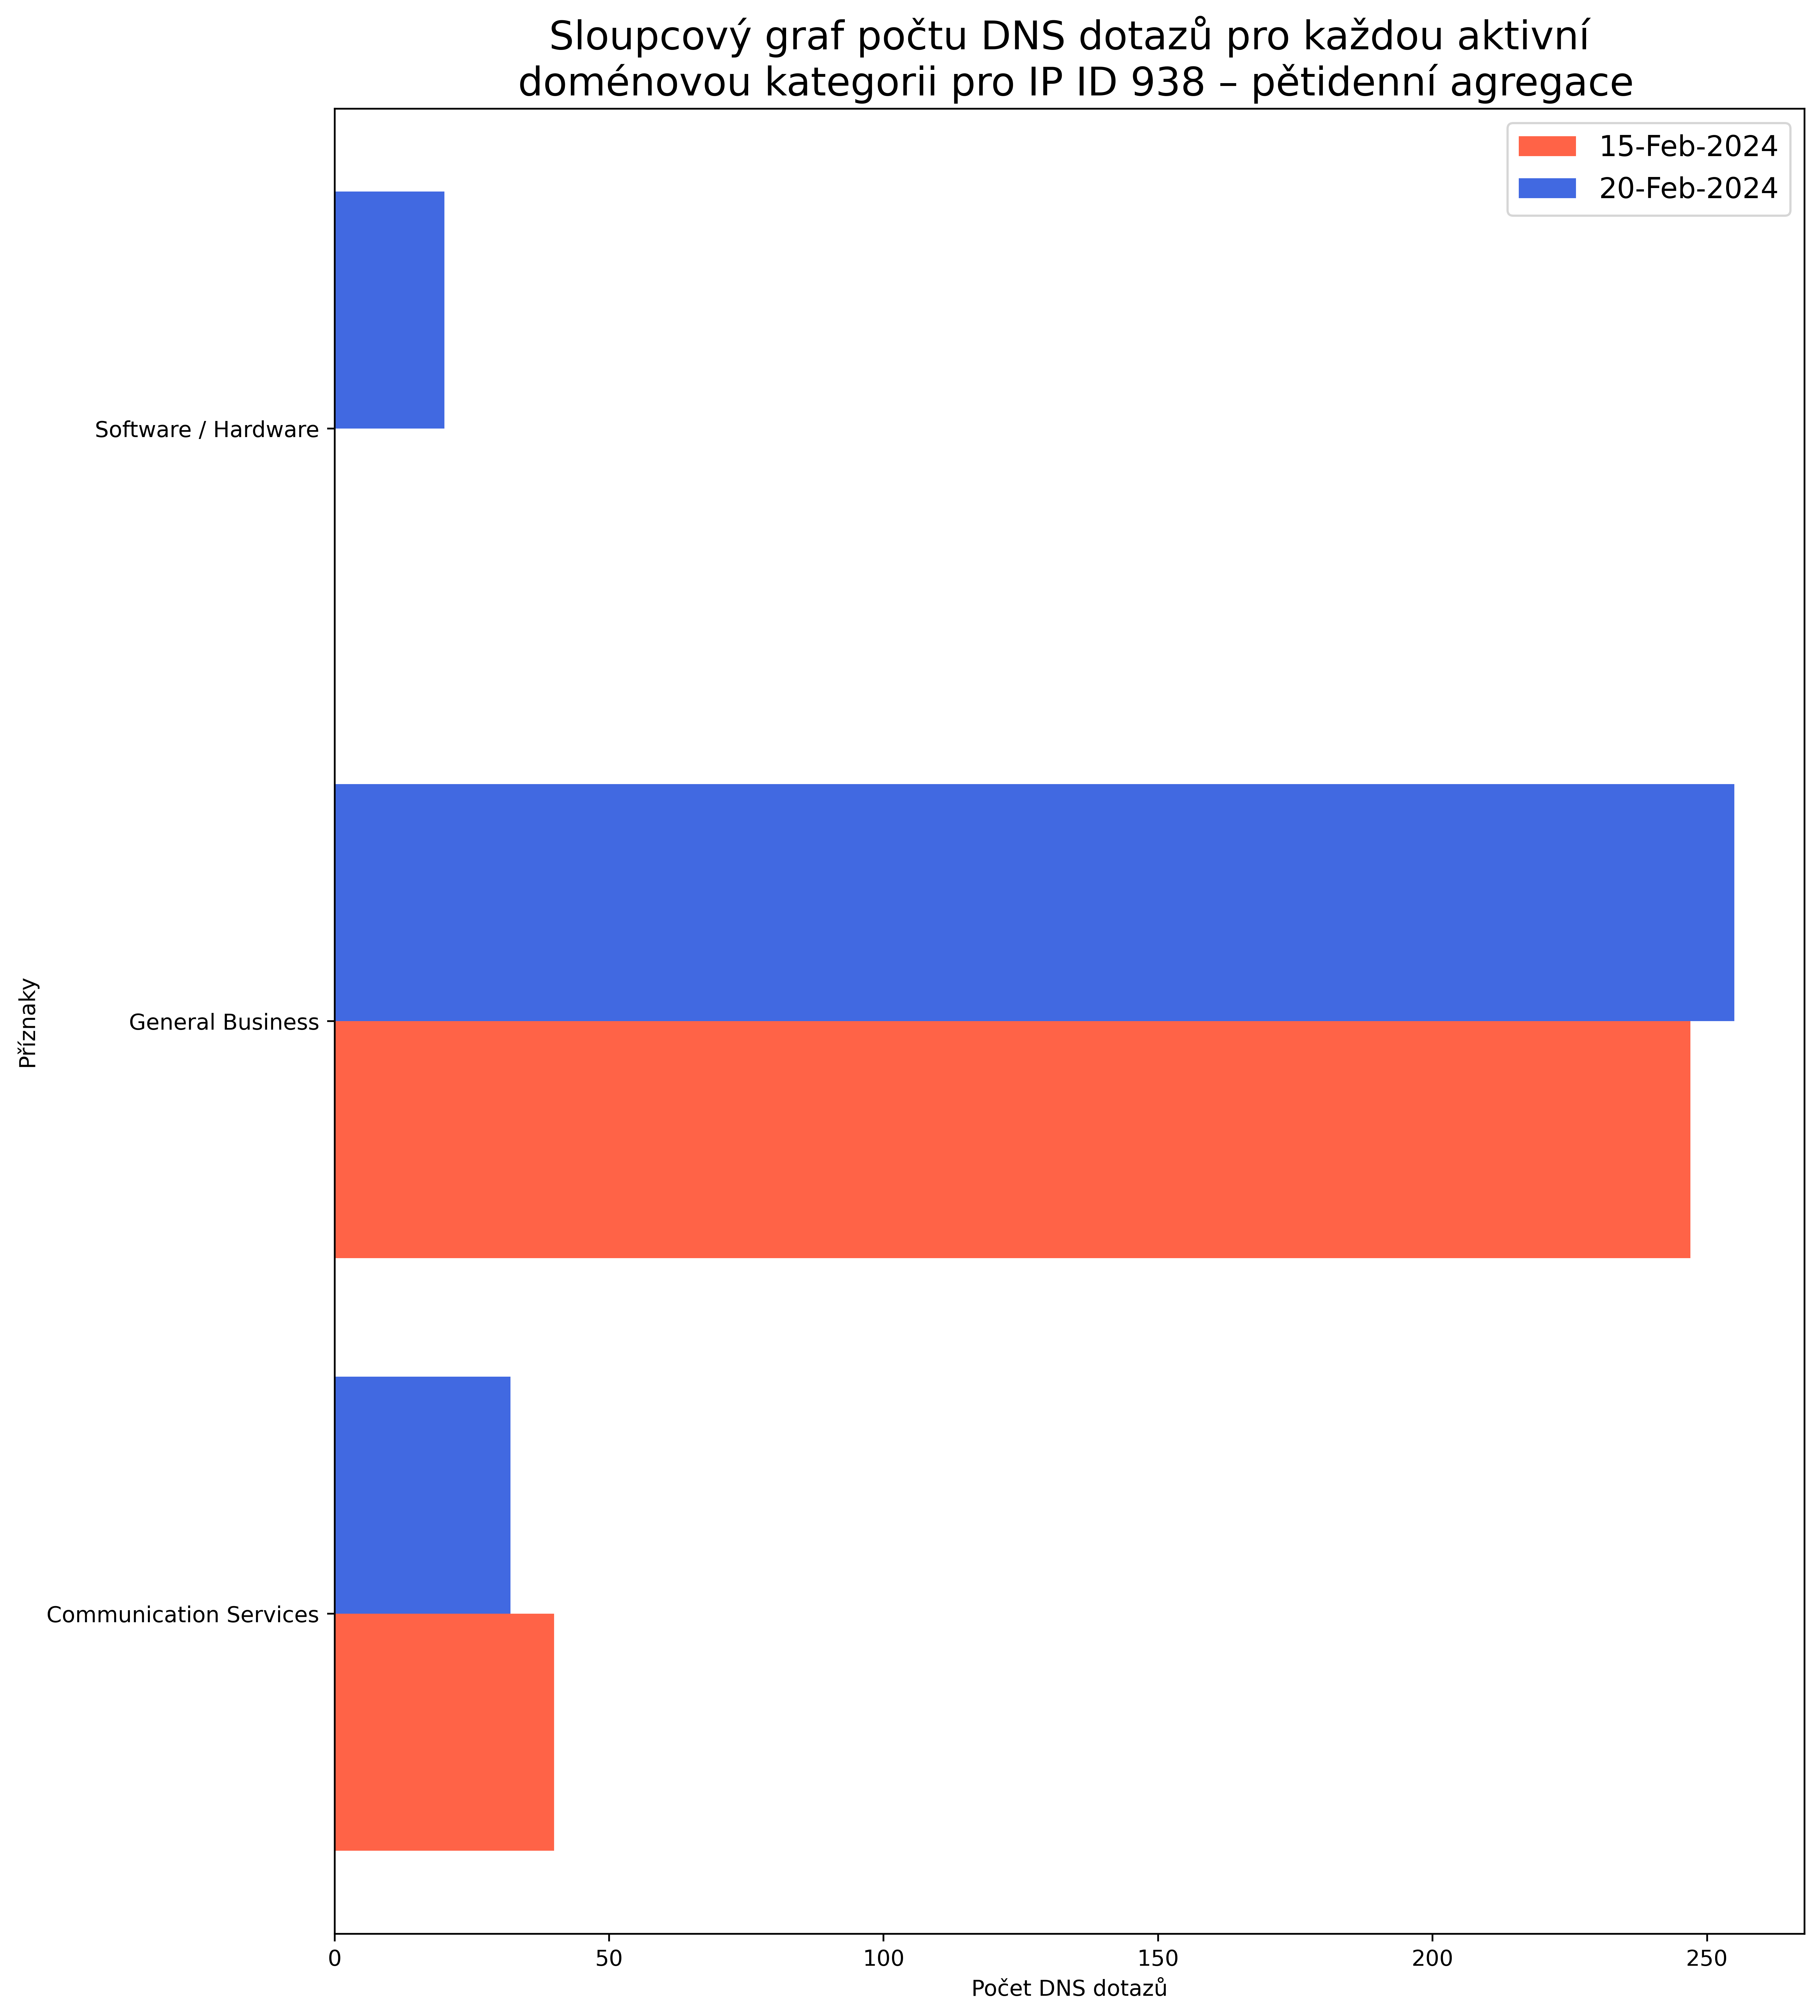 Sloupcový graf počtu DNS dotazů pro každou aktivní
doménovou kategorii pro IP ID 938 – pětidenní agregace
15-Feb-2024
20-Feb-2024
Software / Hardware
General Business
Communication Services
Příznaky
0 50 100 150 200 250
Počet DNS dotazů